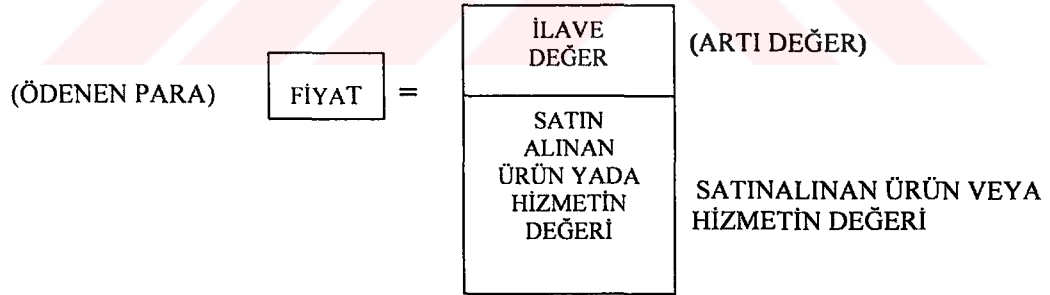 İLAVE
DEĞER
(ARTI DEĞER)
(ÖDENEN PARA) FİYAT =
SATIN
ALINAN
ÜRÜN YADA
HİZMETİN
DEĞERİ
SATINALINAN ÜRÜN VEYA
HİZMETİN DEĞERİ